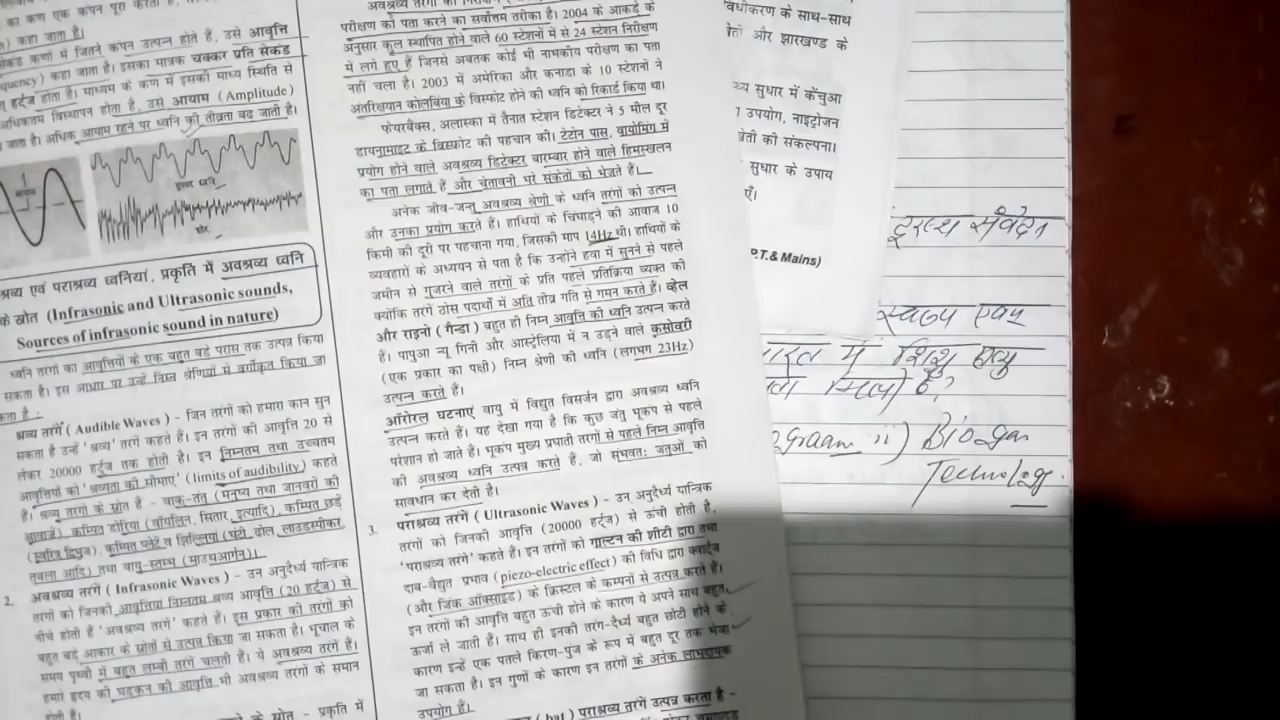 का कण एक कंपन पूरा करता है,
) कहा जाता है।
कंड कणों में जितने कंपन उत्पन्न होते हैं, उसे आवृत्ति
quency) कहा जाता है। इसका मात्रक चक्कर प्रति सेकंड
हर्ट्ज होता है। माध्यम के कण में इसकी माध्य स्थिति से
अधिकतम विस्थापन होता है, उसे आयाम (Amplitude)
जाता है। अधिक आयाम रहने पर ध्वनि की तीव्रता बढ़ जाती है।
शोर
श्रव्य एवं पराश्रव्य ध्वनियां, प्रकृति में अवश्रव्य ध्वनि
के स्रोत (Infrasonic and Ultrasonic sounds,
Sources of infrasonic sound in nature)
ध्वनि तरंगों का आवृत्तियों के एक बहुत बड़े परास तक उत्पन्न किया
सकता है। इस आधार पर उन्हें निम्न श्रेणियों में वर्गीकृत किया जा
कता है :
श्रव्य तरंगें (Audible Waves) - जिन तरंगों को हमारा कान सुन
सकता है उन्हें 'श्रव्य' तरंगें कहते हैं। इन तरंगों की आवृत्ति 20 से
लेकर 20000 हर्ट्ज तक होती है। इन निम्नतम तथा उच्चतम
आवृत्तियों को 'श्रव्यता की सीमाएं' (limits of audibility) कहते
हैं। श्रव्य तरंगों के स्रोत है - वाक्-तंतु (मनुष्य तथा जानवरों की
आवाज), कम्पित डोरियां (वॉयलिन, सितार, इत्यादि), कम्पित छड़ें
(स्वरित्र द्विभुज), कम्पित प्लेटें व झिल्लियां (घंटी, ढोल, लाउडस्पीकर,
तबला आदि) तथा वायु-स्तम्भ (माउथआर्गन)।
2. अवश्रव्य तरंगें (Infrasonic Waves) - उन अनुदैर्ध्य यान्त्रिक
तरंगों को जिनकी आवृत्तियां निम्नतम श्रव्य आवृत्ति (20 हर्ट्ज) से
नीचे होती है 'अवश्रव्य तरंगें' कहते हैं। इस प्रकार की तरंगों को
बहुत बड़े आकार के स्रोतों से उत्पन्न किया जा सकता है। भूचाल के
समय पृथ्वी में बहुत लम्बी तरंगें चलती हैं। ये अवश्रव्य तरंगें हैं।
हमारे हृदय की धड़कन की आवृत्ति भी अवश्रव्य तरंगों के समान
होती है।
के स्रोत - प्रकृति में
परीक्षण को पता करने का सर्वोत्तम तरीका है। 2004 के आंकड़े के
अनुसार कुल स्थापित होने वाले 60 स्टेशनों में से 24 स्टेशन निरीक्षण
में लगे हुए हैं जिनसे अबतक कोई भी नाभकीय परीक्षण का पता
नहीं चला है। 2003 में अमेरिका और कनाडा के 10 स्टेशनों ने
अंतरिक्षयान कोलंबिया के विस्फोट होने की ध्वनि को रिकार्ड किया था।
फेयरबैंक्स, अलास्का में तैनात स्टेशन डिटेक्टर ने 5 मील दूर
डायनामाइट के विस्फोट की पहचान की। टेटोन पास, वायोमिंग में
प्रयोग होने वाले अवश्रव्य डिटेक्टर बारम्बार होने वाले हिमस्खलन
का पता लगाते हैं और चेतावनी भरे संकेतों को भेजते हैं।
अनेक जीव-जन्तु अवश्रव्य श्रेणी के ध्वनि तरंगों को उत्पन्न
और उनका प्रयोग करते हैं। हाथियों के चिंघाड़ने की आवाज 10
किमी की दूरी पर पहचाना गया, जिसकी माप 14Hz थी। हाथियों के
व्यवहारों के अध्ययन से पता है कि उन्होंने हवा में सुनने से पहले
जमीन से गुजरने वाले तरंगों के प्रति पहले प्रतिक्रिया व्यक्त की
क्योंकि तरंगें ठोस पदार्थों में अति तीव्र गति से गमन करते हैं। व्हेल
और राइनो (गैन्डा) बहुत ही निम्न आवृत्ति की ध्वनि उत्पन्न करते
हैं। पापुआ न्यू गिनी और आस्ट्रेलिया में न उड़ने वाले कुसोवरी
(एक प्रकार का पक्षी) निम्न श्रेणी की ध्वनि (लगभग 23Hz)
उत्पन्न करते हैं।
ऑरोरल घटनाएं वायु में विद्युत विसर्जन द्वारा अवश्रव्य ध्वनि
उत्पन्न करते हैं। यह देखा गया है कि कुछ जंतु भूकंप से पहले
परेशान हो जाते हैं। भूकंप मुख्य प्रघाती तरंगों से पहले निम्न आवृति
की अवश्रव्य ध्वनि उत्पन्न करते हैं, जो संभवत: जंतुओं को
सावधान कर देती है।
3. पराश्रव्य तरंगें (Ultrasonic Waves) - उन अनुदैर्ध्य यान्त्रिक
तरंगों को जिनकी आवृत्ति (20000 हर्ट्ज) से ऊंची होती है,
'पराश्रव्य तरंगें' कहते हैं। इन तरंगों को गाल्टन की शीटी द्वारा तथा
दाब-वैद्युत प्रभाव (piezo-electric effect) की विधि द्वारा क्वार्ट्ज
(और जिंक ऑक्साइड) के क्रिस्टल के कम्पनों से उत्पन्न करते हैं।
इन तरंगों की आवृत्ति बहुत ऊंची होने के कारण ये अपने साथ बहुत
ऊर्जा ले जाती हैं। साथ ही इनकी तरंग-दैर्ध्य बहुत छोटी होने के
कारण इन्हें एक पतले किरण-पुंज के रूप में बहुत दूर तक भेजा
जा सकता है। इन गुणों के कारण इन तरंगों के अनेक लाभदायक
उपयोग हैं।
(bat) पराश्रव्य तरंगें उत्पन्न करता है -
विधीकरण के साथ-साथ
और झारखण्ड के
सुधार में केंचुआ
उपयोग, नाइट्रोजन
खेती की संकल्पना।
सुधार के उपाय
P.T. & Mains)
भारत में शिशु मृत्यु
मिली है?
ii) Biogas
Technology